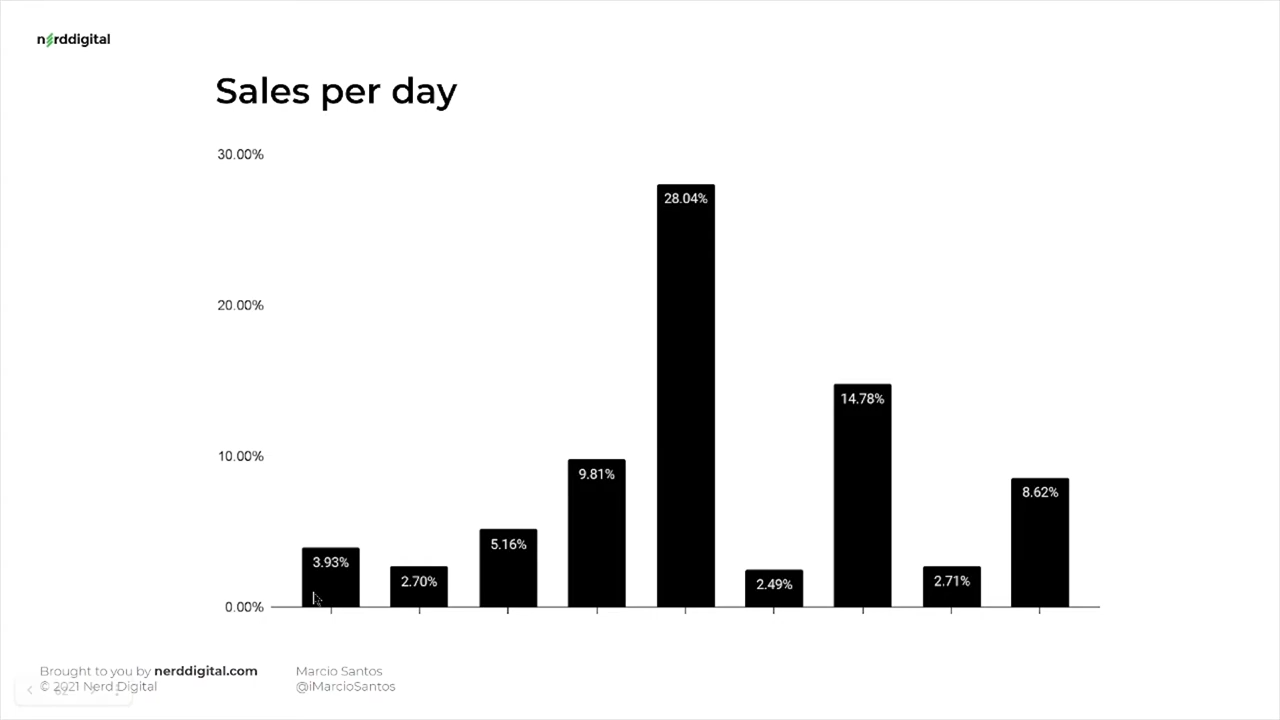 nerddigital
Sales per day
30.00%
20.00%
10.00%
0.00%
3.93%
2.70%
5.16%
9.81%
28.04%
2.49%
14.78%
2.71%
8.62%
Brought to you by nerddigital.com
© 2021 Nerd Digital
Marcio Santos
@iMarcioSantos